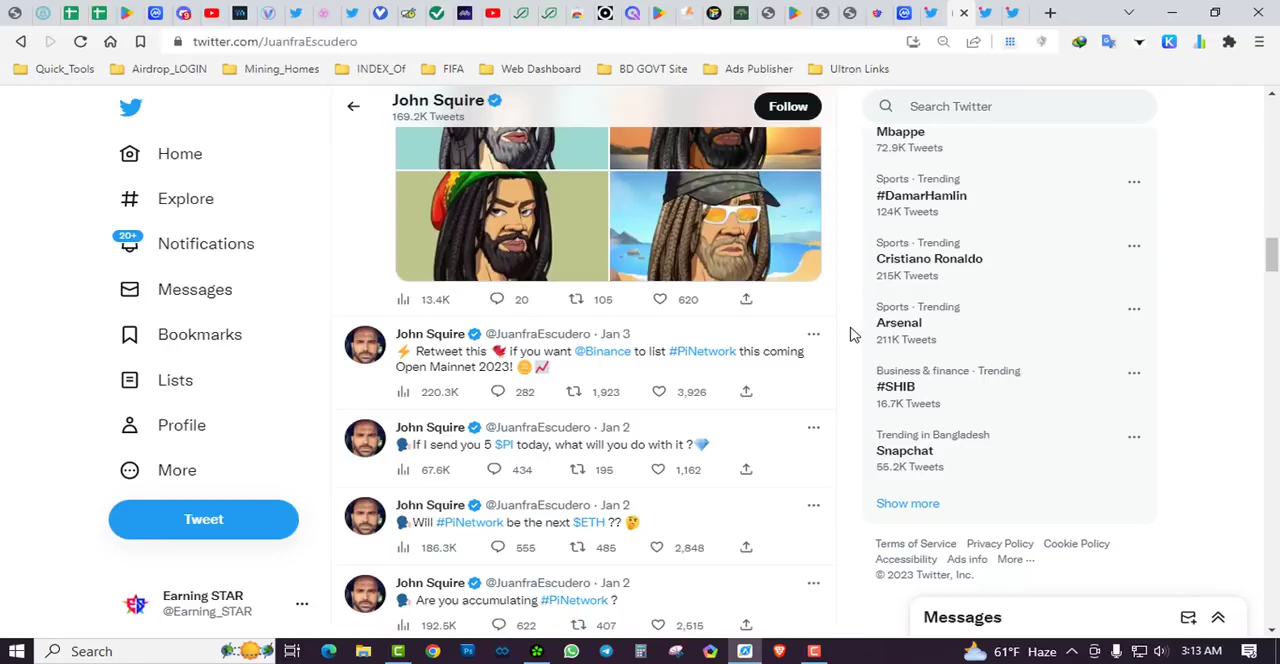 twitter.com/JuanfraEscudero
Quick_Tools
Airdrop_LOGIN
Mining_Homes
INDEX_Of
FIFA
Web Dashboard
BD GOVT Site
Ads Publisher
Ultron Links
Home
Explore
20+
Notifications
Messages
Bookmarks
Lists
Profile
More
Tweet
Earning STAR
@Earning_STAR
John Squire
169.2K Tweets
Follow
13.4K
20
105
620
John Squire @JuanfraEscudero · Jan 3
⚡ Retweet this if you want @Binance to list #PiNetwork this coming
Open Mainnet 2023! 🪙📈
220.3K
282
1,923
3,926
John Squire @JuanfraEscudero · Jan 2
🗣️If I send you 5 $PI today, what will you do with it ?💎
67.6K
434
195
1,162
John Squire @JuanfraEscudero · Jan 2
🗣️Will #PiNetwork be the next $ETH ?? 🤔
186.3K
555
485
2,848
John Squire @JuanfraEscudero · Jan 2
🗣️ Are you accumulating #PiNetwork ?
192.5K
622
407
2,515
Search Twitter
Mbappe
72.9K Tweets
Sports · Trending
#DamarHamlin
124K Tweets
Sports · Trending
Cristiano Ronaldo
215K Tweets
Sports · Trending
Arsenal
211K Tweets
Business & finance · Trending
#SHIB
16.7K Tweets
Trending in Bangladesh
Snapchat
55.2K Tweets
Show more
Terms of Service Privacy Policy Cookie Policy
Accessibility Ads info More ···
© 2023 Twitter, Inc.
Messages
Search
61°F Haze
3:13 AM